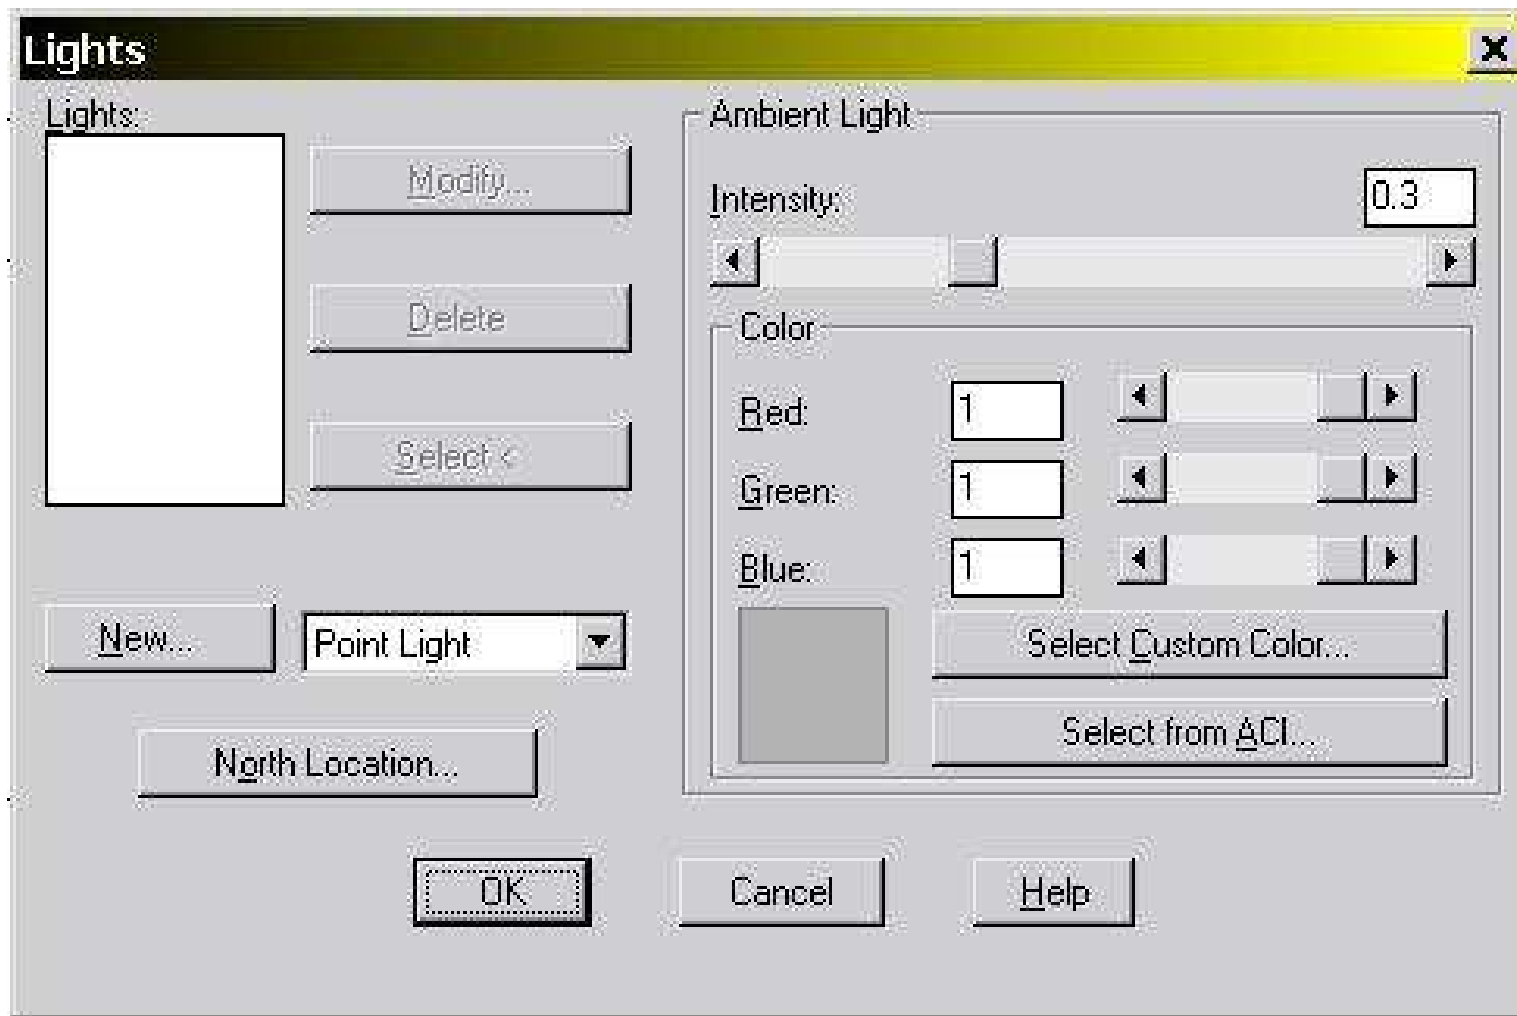 Lights
Lights:
Modify...
Delete
Select <
New...
Point Light
North Location...
Ambient Light
Intensity:
0.3
Color
Red:
1
Green:
1
Blue:
1
Select Custom Color...
Select from ACI...
OK
Cancel
Help